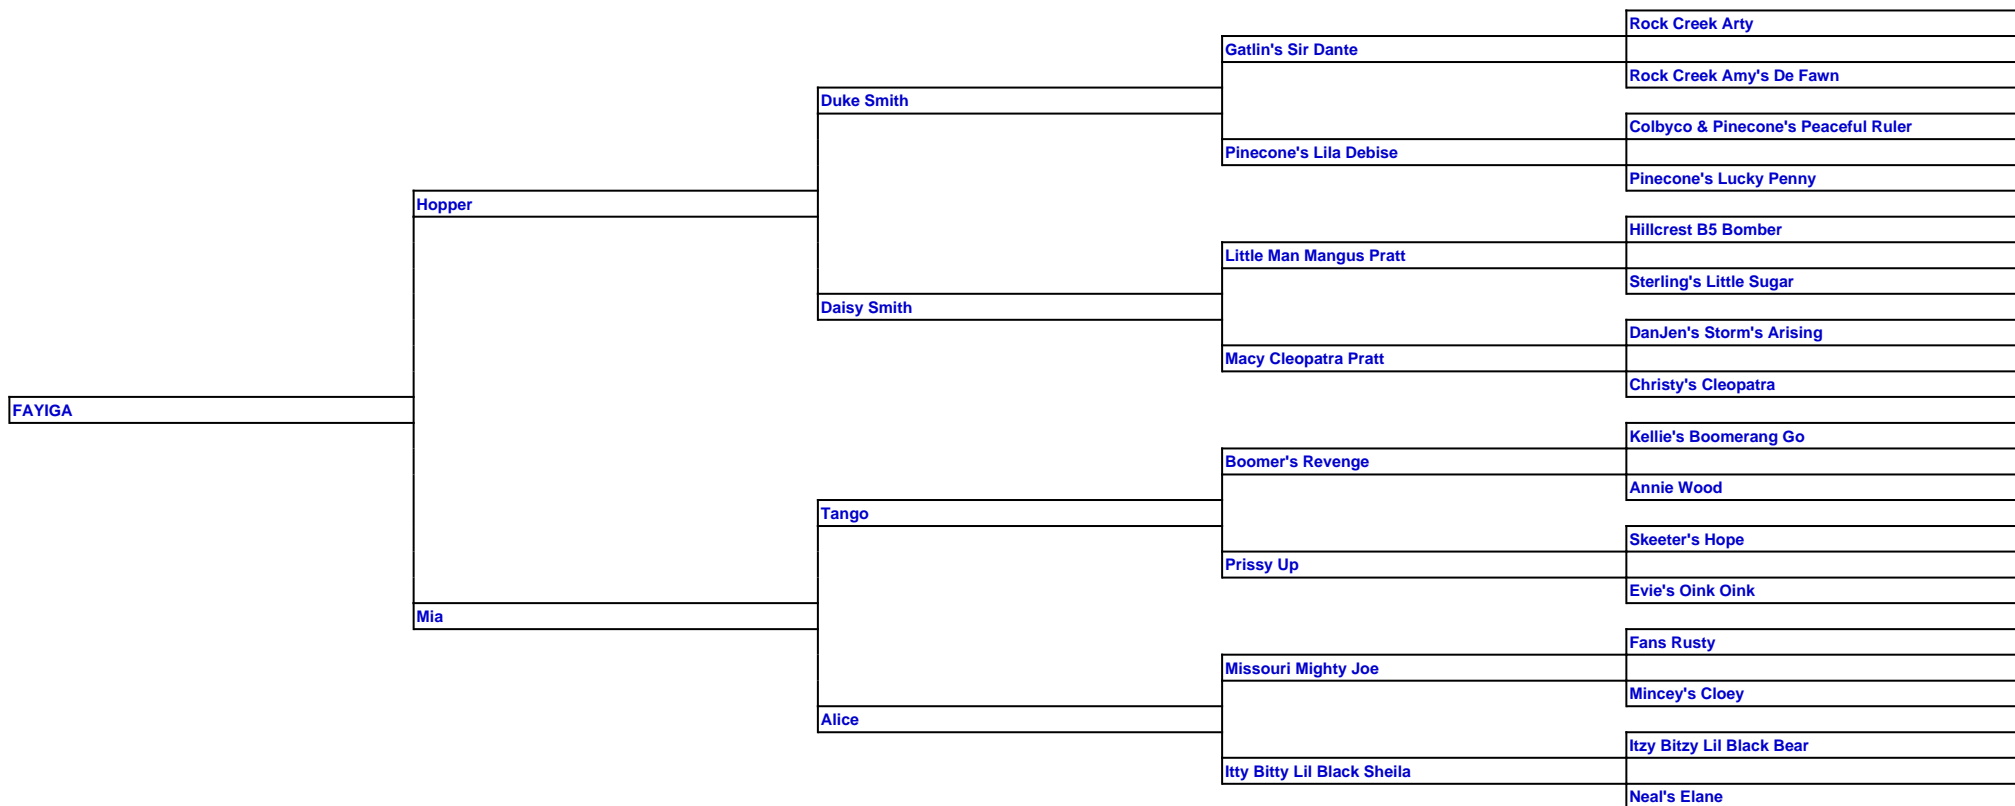 Rock Creek Arty
Gatlin's Sir Dante
Rock Creek Amy's De Fawn
Duke Smith
Colbyco & Pinecone's Peaceful Ruler
Pinecone's Lila Debise
Pinecone's Lucky Penny
Hopper
Hillcrest B5 Bomber
Little Man Mangus Pratt
Sterling's Little Sugar
Daisy Smith
DanJen's Storm's Arising
Macy Cleopatra Pratt
Christy's Cleopatra
FAYIGA
Kellie's Boomerang Go
Boomer's Revenge
Annie Wood
Tango
Skeeter's Hope
Prissy Up
Evie's Oink Oink
Mia
Fans Rusty
Missouri Mighty Joe
Mincey's Cloey
Alice
Itzy Bitzy Lil Black Bear
Itty Bitty Lil Black Sheila
Neal's Elane